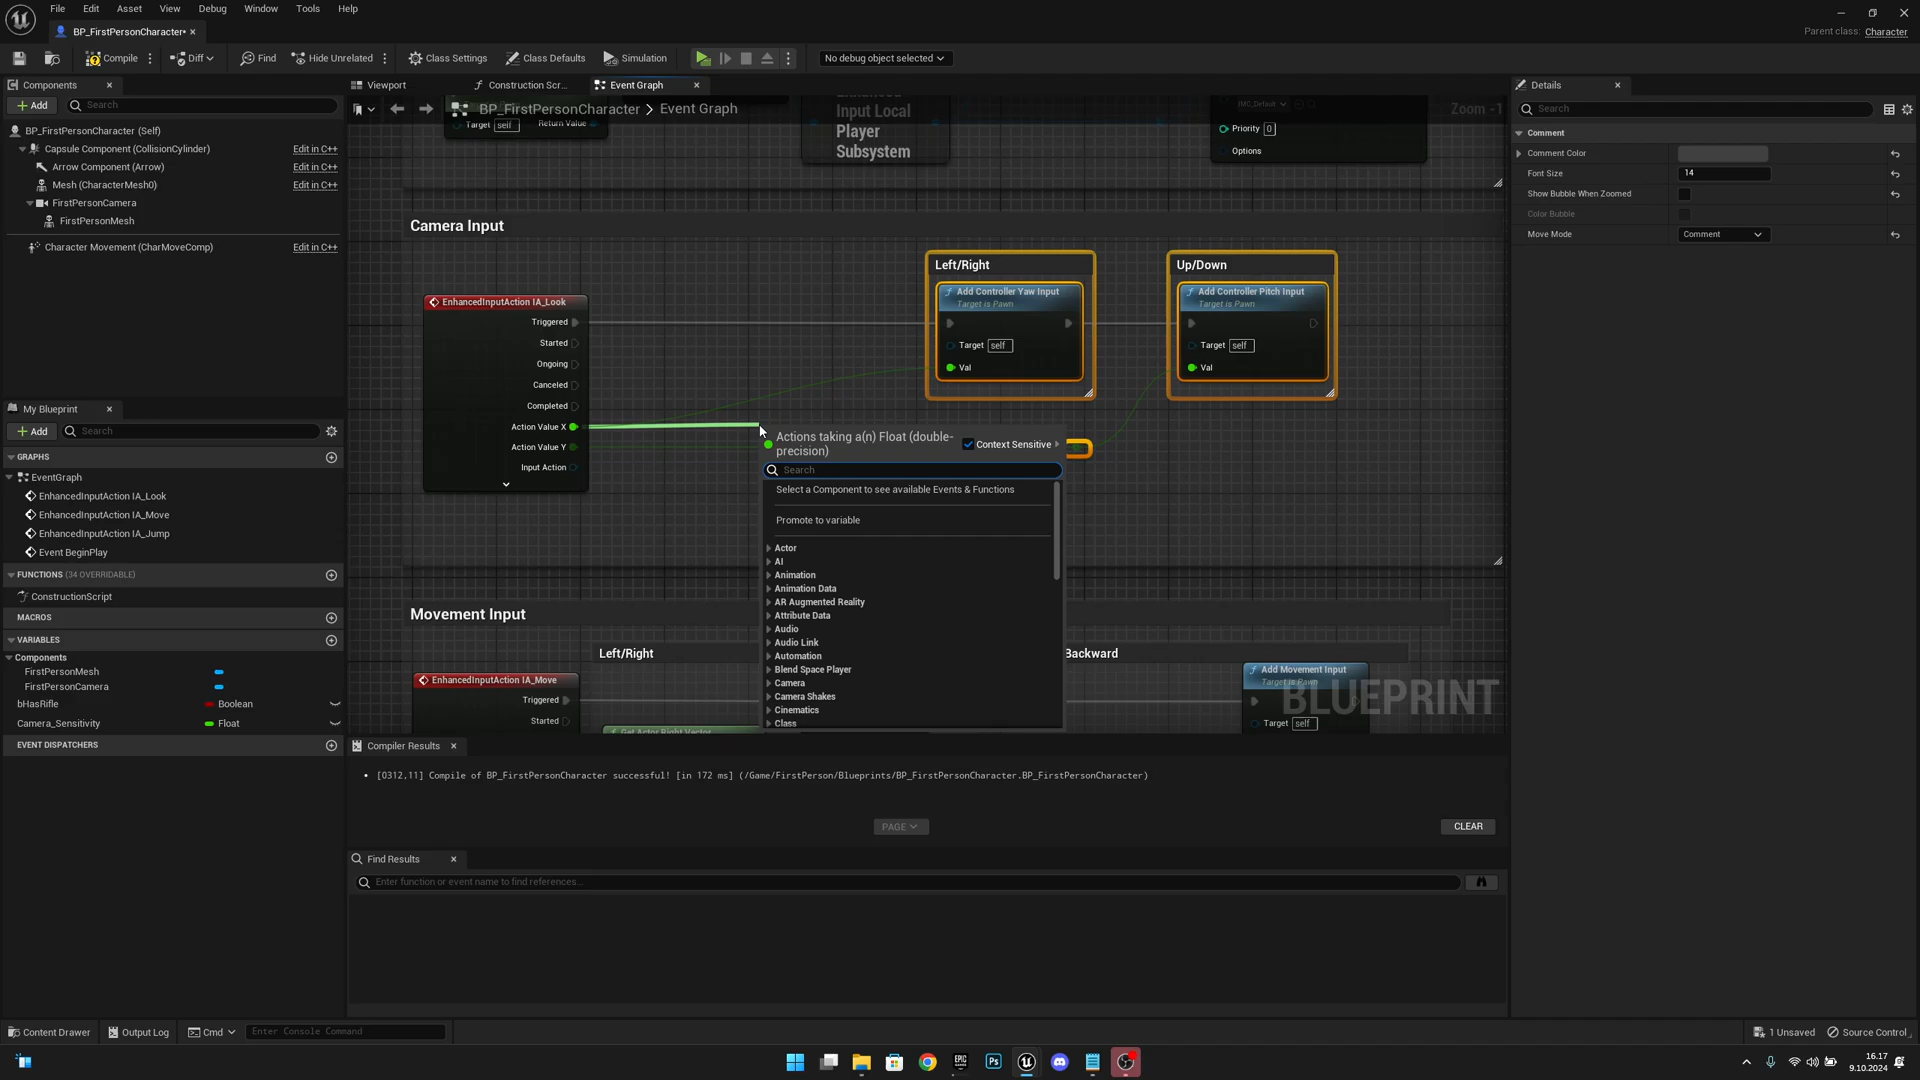 File Edit Asset View Debug Window Tools Help
BP_FirstPersonCharacter•
Parent class: Character
Compile Diff Find Hide Unrelated Class Settings Class Defaults Simulation No debug object selected
Components
Add Search
BP_FirstPersonCharacter (Self)
Capsule Component (CollisionCylinder) Edit in C++
Arrow Component (Arrow) Edit in C++
Mesh (CharacterMesh0) Edit in C++
FirstPersonCamera
FirstPersonMesh
Character Movement (CharMoveComp) Edit in C++
My Blueprint
Add Search
GRAPHS
EventGraph
EnhancedInputAction IA_Look
EnhancedInputAction IA_Move
EnhancedInputAction IA_Jump
Event BeginPlay
FUNCTIONS (34 OVERRIDABLE)
ConstructionScript
MACROS
VARIABLES
Components
FirstPersonMesh
FirstPersonCamera
bHasRifle Boolean
Camera_Sensitivity Float
EVENT DISPATCHERS
Viewport Construction Scr... Event Graph
BP_FirstPersonCharacter > Event Graph
Zoom -1
Target self Return Value
Input Local
Player
Subsystem
IMC_Default
Priority 0
Options
Camera Input
EnhancedInputAction IA_Look
Triggered
Started
Ongoing
Canceled
Completed
Action Value X
Action Value Y
Input Action
Left/Right
Add Controller Yaw Input
Target is Pawn
Target self
Val
Up/Down
Add Controller Pitch Input
Target is Pawn
Target self
Val
Actions taking a(n) Float (double-
precision)
Context Sensitive
Search
Select a Component to see available Events & Functions
Promote to variable
Actor
AI
Animation
Animation Data
AR Augmented Reality
Attribute Data
Audio
Audio Link
Automation
Blend Space Player
Camera
Camera Shakes
Cinematics
Class
Movement Input
Left/Right
Backward
EnhancedInputAction IA_Move
Triggered
Started
Get Actor Right Vector
Add Movement Input
Target is Pawn
Target self
BLUEPRINT
Compiler Results
[0312,11] Compile of BP_FirstPersonCharacter successful! [in 172 ms] (/Game/FirstPerson/Blueprints/BP_FirstPersonCharacter.BP_FirstPersonCharacter)
PAGE
CLEAR
Find Results
Enter function or event name to find references...
Details
Search
Comment
Comment Color
Font Size 14
Show Bubble When Zoomed
Color Bubble
Move Mode Comment
Content Drawer Output Log Cmd Enter Console Command
1 Unsaved Source Control
EPIC GAMES
Ps
16.17
9.10.2024